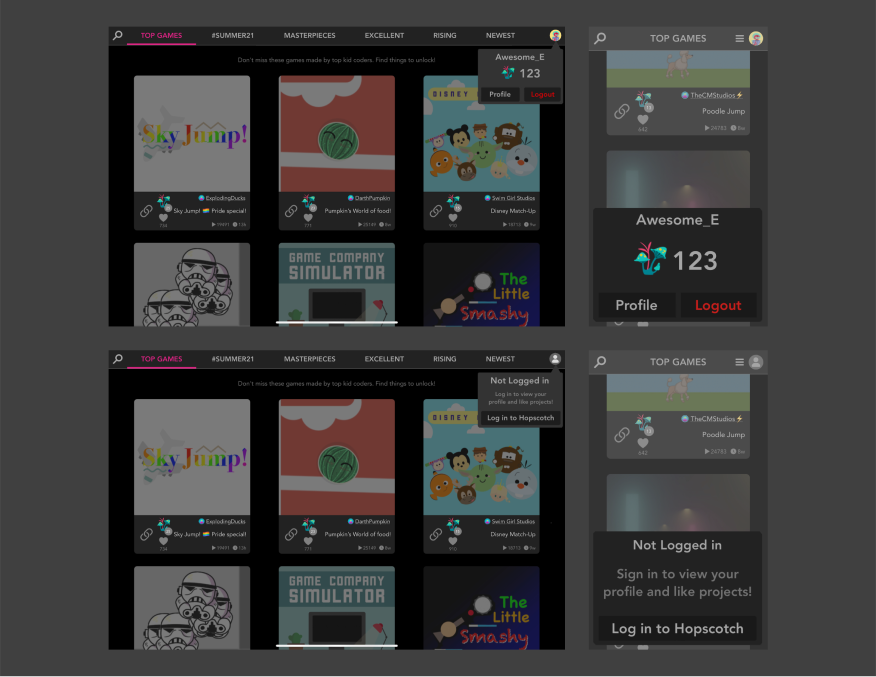 TOP GAMES #SUMMER21 MASTERPIECES EXCELLENT RISING NEWEST
Don't miss these games made by top kid coders. Find things to unlock!
Awesome_E
123
Profile Logout
Sky Jump!
DISNEY
ExplodingDucks
Sky Jump! Pride special!
734
DarthPumpkin
Pumpkin's World of food!
771
Swim Girl Studios
Disney Match-Up
910
GAME COMPANY
SIMULATOR
The
Little
Smashy
TOP GAMES
TheCMStudios
Poodle Jump
642 24783 8w
Awesome_E
123
Profile Logout
TOP GAMES #SUMMER21 MASTERPIECES EXCELLENT RISING NEWEST
Don't miss these games made by top kid coders. Find things to unlock!
Not Logged in
Log in to view your
profile and like projects!
Log in to Hopscotch
Sky Jump!
DISNEY
ExplodingDucks
Sky Jump! Pride special!
734
DarthPumpkin
Pumpkin's World of food!
771
Swim Girl Studios
Disney Match-Up
910
GAME COMPANY
SIMULATOR
The
Little
Smashy
TOP GAMES
TheCMStudios
Poodle Jump
642 24783 8w
Not Logged in
Sign in to view your
profile and like projects!
Log in to Hopscotch